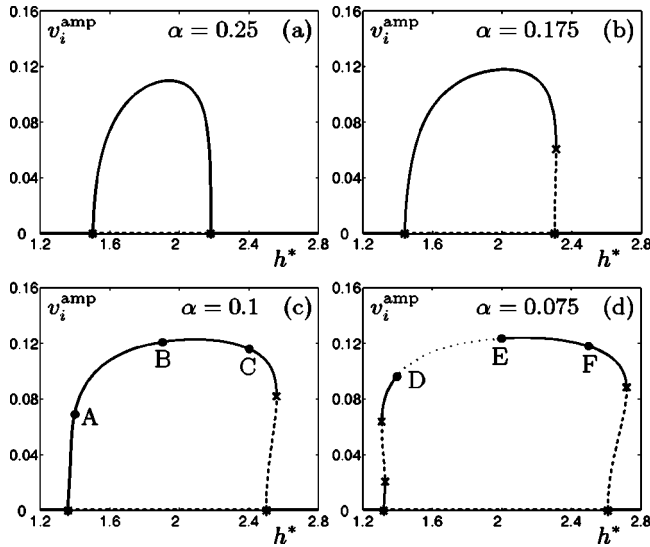 v_i^amp α = 0.25 (a)
0.16
0.12
0.08
0.04
0
1.2 1.6 2 2.4 2.8
h*
v_i^amp α = 0.175 (b)
0.16
0.12
0.08
0.04
0
1.2 1.6 2 2.4 2.8
h*
v_i^amp α = 0.1 (c)
0.16
0.12
0.08
0.04
0
A
B
C
1.2 1.6 2 2.4 2.8
h*
v_i^amp α = 0.075 (d)
0.16
0.12
0.08
0.04
0
D
E
F
1.2 1.6 2 2.4 2.8
h*